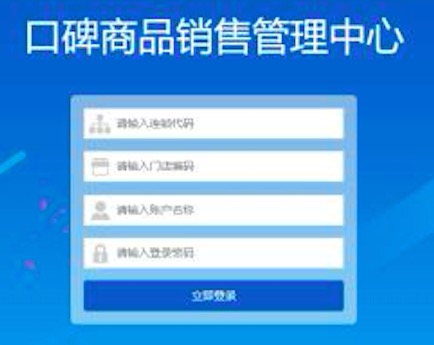 口碑商品销售管理中心
请输入连锁代码
请输入门店编码
请输入账户名称
请输入登录密码
立即登录